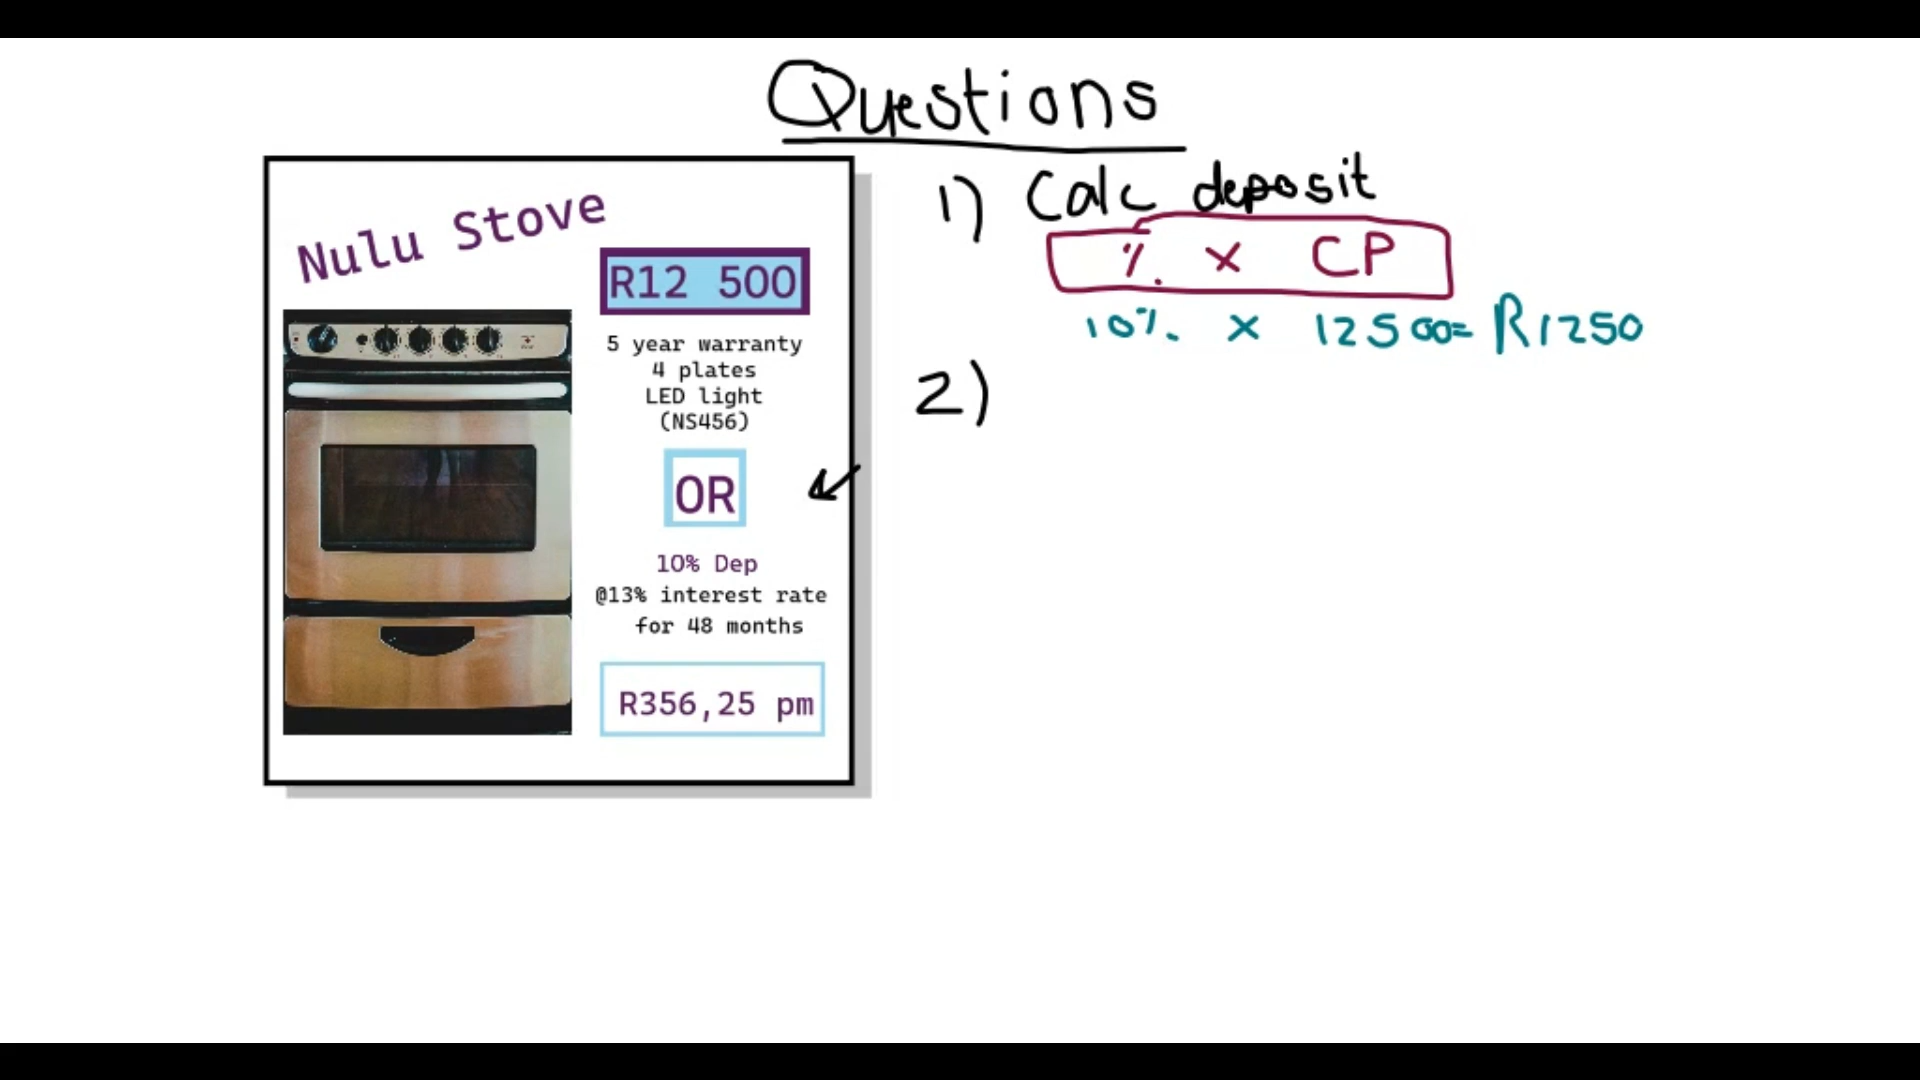 Questions
Nulu Stove
R12 500
5 year warranty
4 plates
LED light
(NS456)
OR
10% Dep
@13% interest rate
for 48 months
R356,25 pm
1) Calc deposit
% x CP
10% x 12500= R1250
2)